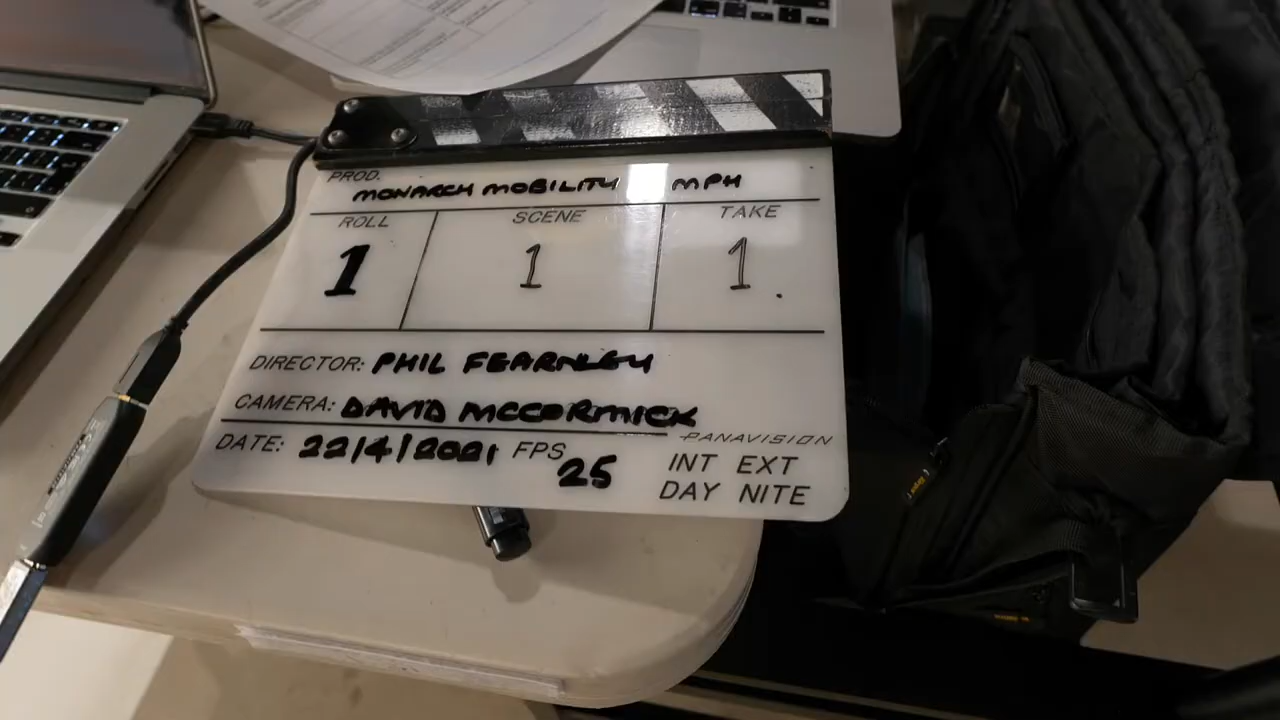 PROD. MONARCH MOBILITY MPH
ROLL SCENE TAKE
1 1 1.
DIRECTOR: PHIL FEARNLEY
CAMERA: DAVID MCCORMICK
PANAVISION
DATE: 22/4/2021 FPS 25
INT EXT
DAY NITE